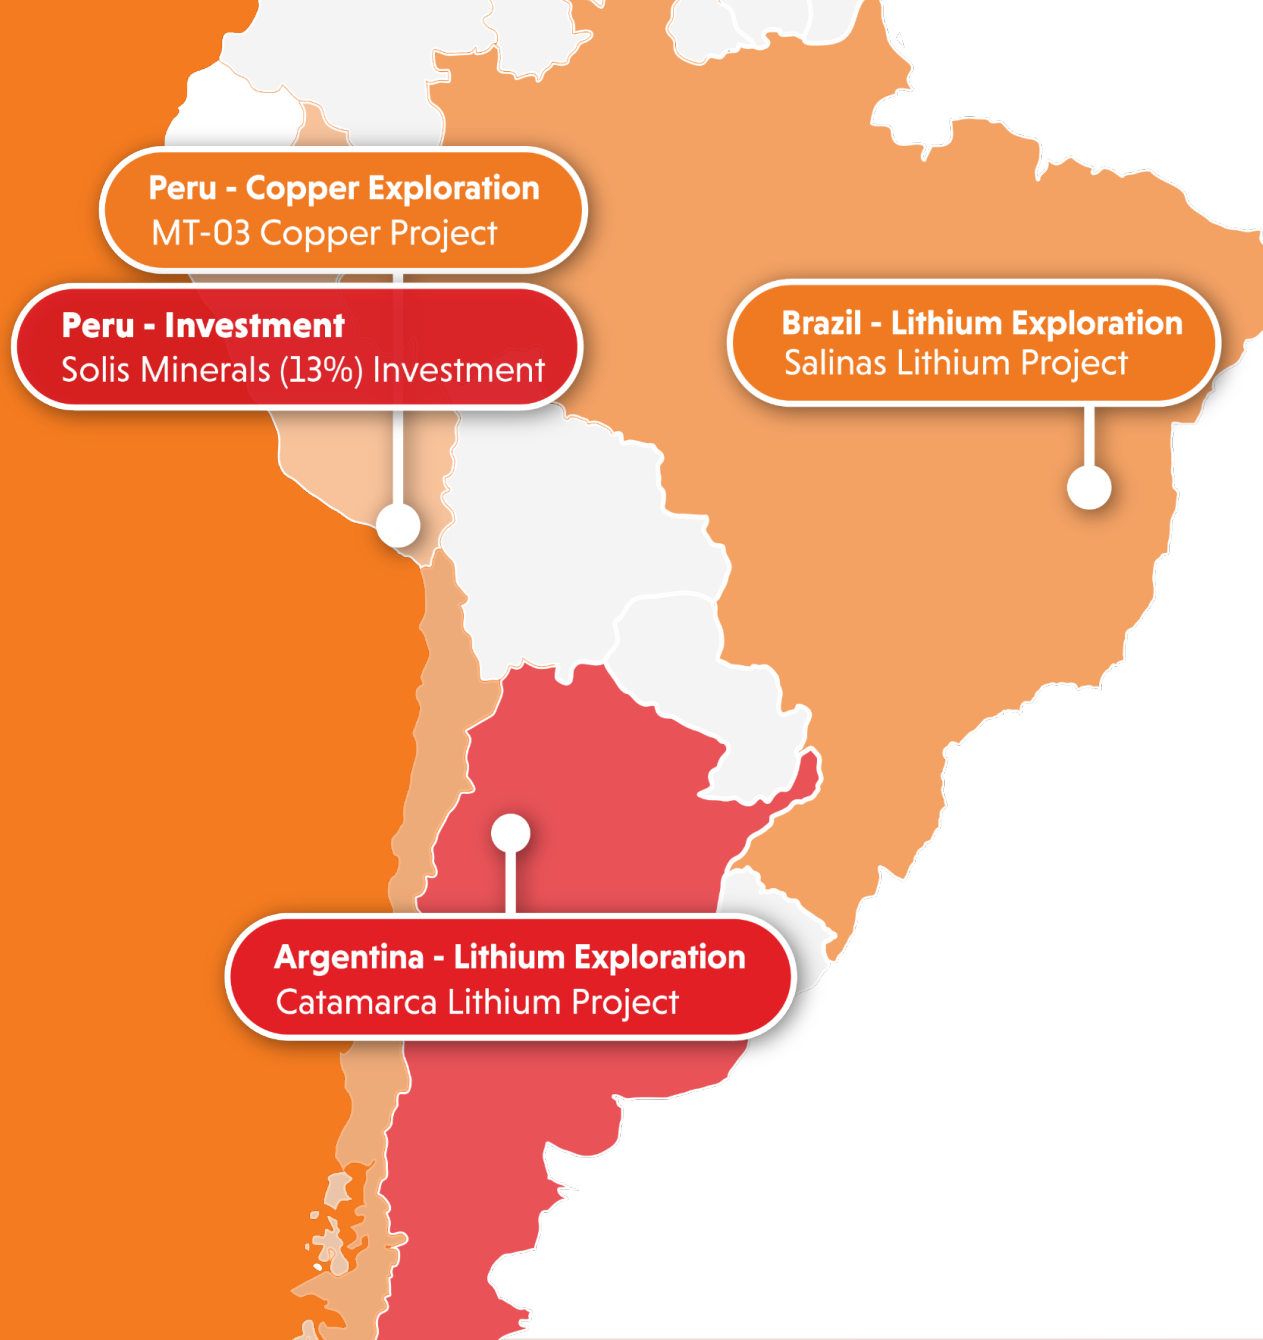 Peru - Copper Exploration
MT-03 Copper Project
Peru - Investment
Solis Minerals (13%) Investment
Brazil - Lithium Exploration
Salinas Lithium Project
Argentina - Lithium Exploration
Catamarca Lithium Project